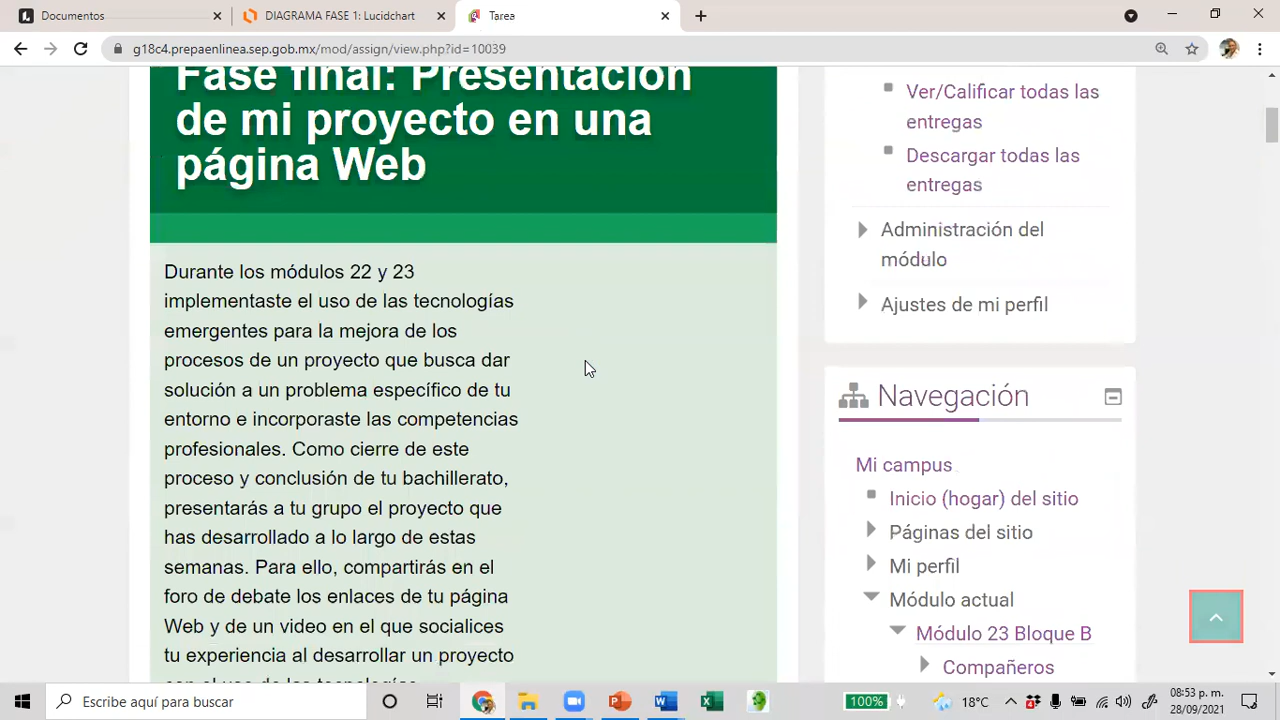 Documentos
DIAGRAMA FASE 1: Lucidchart
Tarea
g18c4.prepaenlinea.sep.gob.mx/mod/assign/view.php?id=10039
Fase final: Presentación
de mi proyecto en una
página Web
Durante los módulos 22 y 23
implementaste el uso de las tecnologías
emergentes para la mejora de los
procesos de un proyecto que busca dar
solución a un problema específico de tu
entorno e incorporaste las competencias
profesionales. Como cierre de este
proceso y conclusión de tu bachillerato,
presentarás a tu grupo el proyecto que
has desarrollado a lo largo de estas
semanas. Para ello, compartirás en el
foro de debate los enlaces de tu página
Web y de un video en el que socialices
tu experiencia al desarrollar un proyecto
con el uso de las tecnologías
Ver/Calificar todas las
entregas
Descargar todas las
entregas
Administración del
módulo
Ajustes de mi perfil
Navegación
Mi campus
Inicio (hogar) del sitio
Páginas del sitio
Mi perfil
Módulo actual
Módulo 23 Bloque B
Compañeros
Escribe aquí para buscar
100%
18°C
08:53 p. m.
28/09/2021